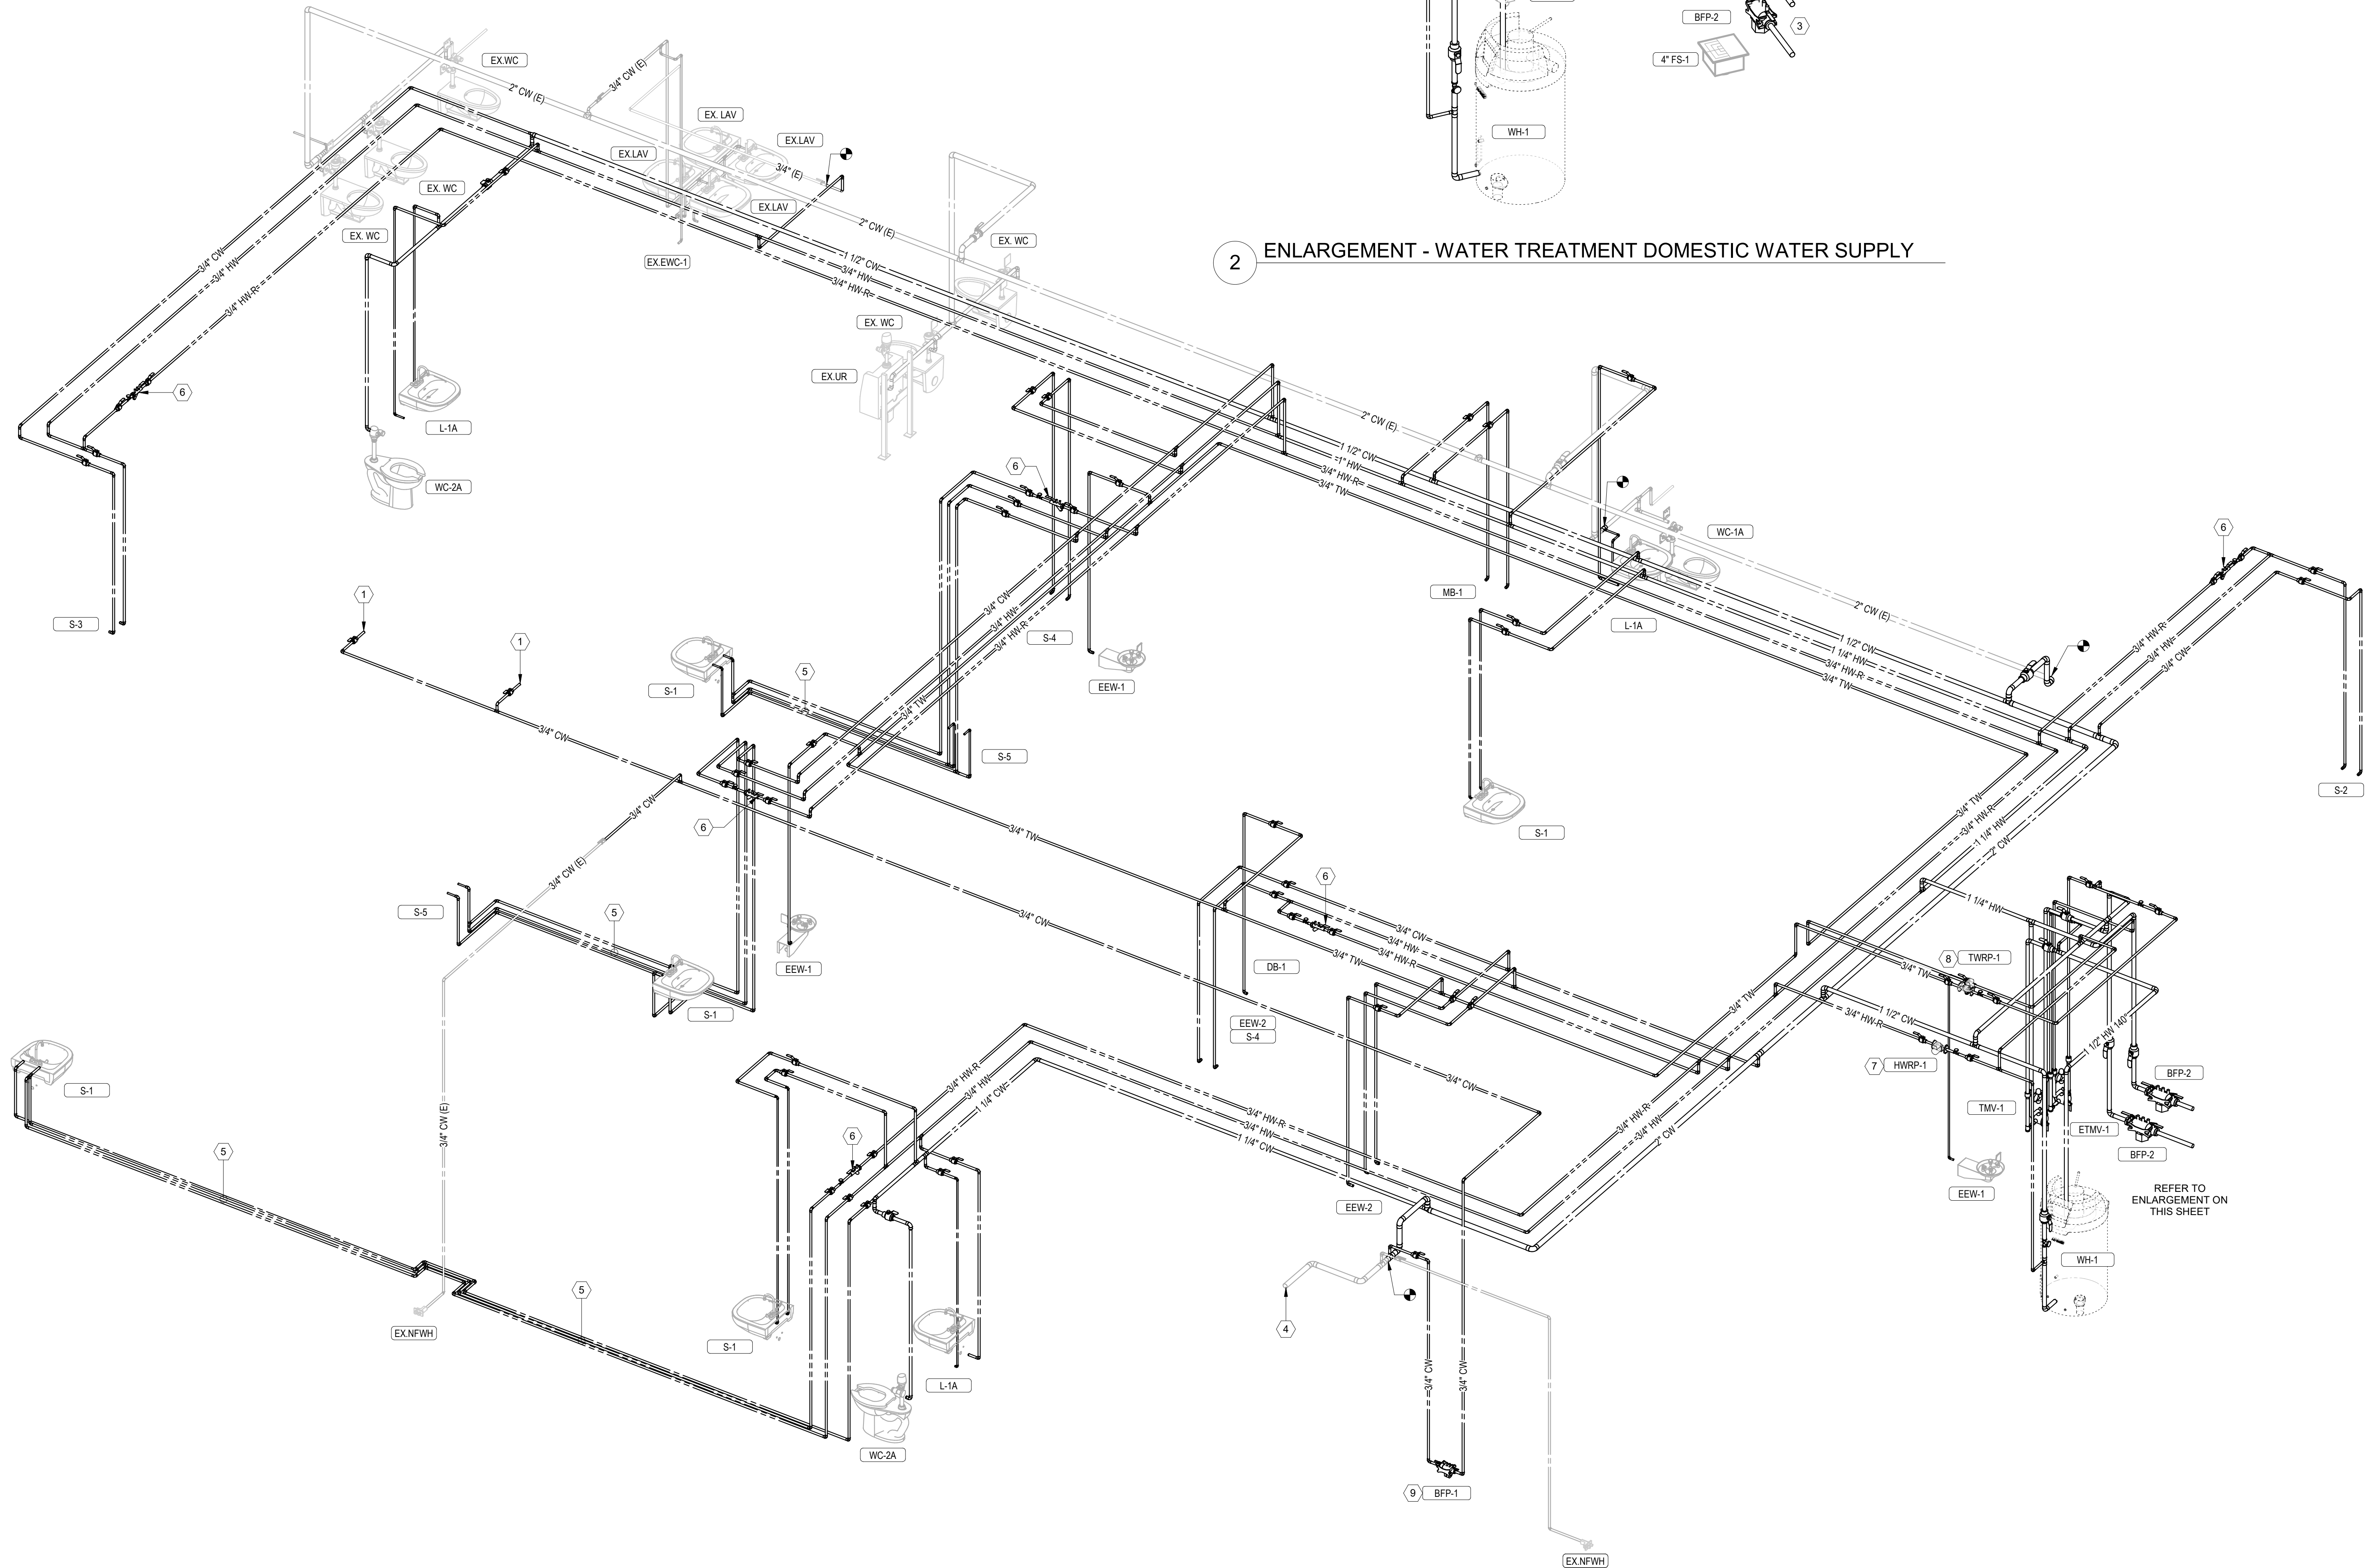 BFP-2
3
4" FS-1
WH-1
2
ENLARGEMENT - WATER TREATMENT DOMESTIC WATER SUPPLY
EX.WC
2" CW (E)
3/4" CW (E)
EX. LAV
EX.LAV
EX.LAV
3/4" (E)
EX. WC
EX.LAV
2" CW (E)
EX. WC
EX. WC
EX.EWC-1
3/4" CW
3/4" HW
3/4" HW-R
1 1/2" CW
3/4" HW
3/4" HW-R
EX. WC
EX.UR
6
L-1A
2" CW (E)
1 1/2" CW
1" HW
3/4" HW-R
3/4" TW
6
WC-2A
WC-1A
6
MB-1
1
S-3
3/4" CW
3/4" HW
3/4" HW-R
S-4
L-1A
2" CW (E)
1 1/2" CW
1 1/4" HW
3/4" HW-R
3/4" TW
3/4" HW-R
3/4" HW
3/4" CW
1
5
S-1
EEW-1
3/4" TW
3/4" CW
S-5
S-2
3/4" CW
6
3/4" TW
S-1
3/4" TW
3/4" HW-R
1 1/4" HW
2" CW
3/4" CW (E)
6
1 1/4" HW
S-5
5
3/4" CW
3/4" CW
3/4" HW
3/4" HW-R
3/4" TW
EEW-1
DB-1
8
TWRP-1
3/4" TW
S-1
EEW-2
S-4
3/4" TW
1 1/2" CW
3/4" HW-R
1 1/2" HW 140°
S-1
3/4" HW-R
3/4" HW
1 1/4" CW
3/4" CW
7
HWRP-1
BFP-2
TMV-1
3/4" CW (E)
6
3/4" HW-R
3/4" HW
1 1/4" CW
3/4" HW-R
3/4" HW
2" CW
ETMV-1
BFP-2
5
EEW-1
REFER TO
ENLARGEMENT ON
THIS SHEET
EEW-2
WH-1
5
4
EX.NFWH
S-1
L-1A
3/4" CW
3/4" CW
WC-2A
9
BFP-1
EX.NFWH